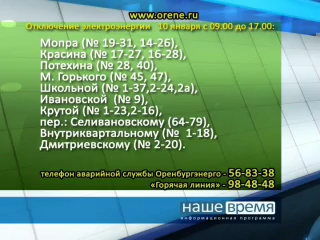 www.orene.ru
Отключение электроэнергии 10 января с 09.00 до 17.00:
Мопра (№ 19-31, 14-26),
Красина (№ 17-27, 16-28),
Потехина (№ 28, 40),
М. Горького (№ 45, 47),
Школьной (№ 1-37,2-24,2а),
Ивановской (№ 9),
Крутой (№ 1-23,2-16),
пер.: Селивановскому (64-79),
Внутриквартальному (№ 1-18),
Дмитриевскому (№ 2-20).
телефон аварийной службы Оренбургэнерго - 56-83-38
«Горячая линия» - 98-48-48
наше время
информационная программа